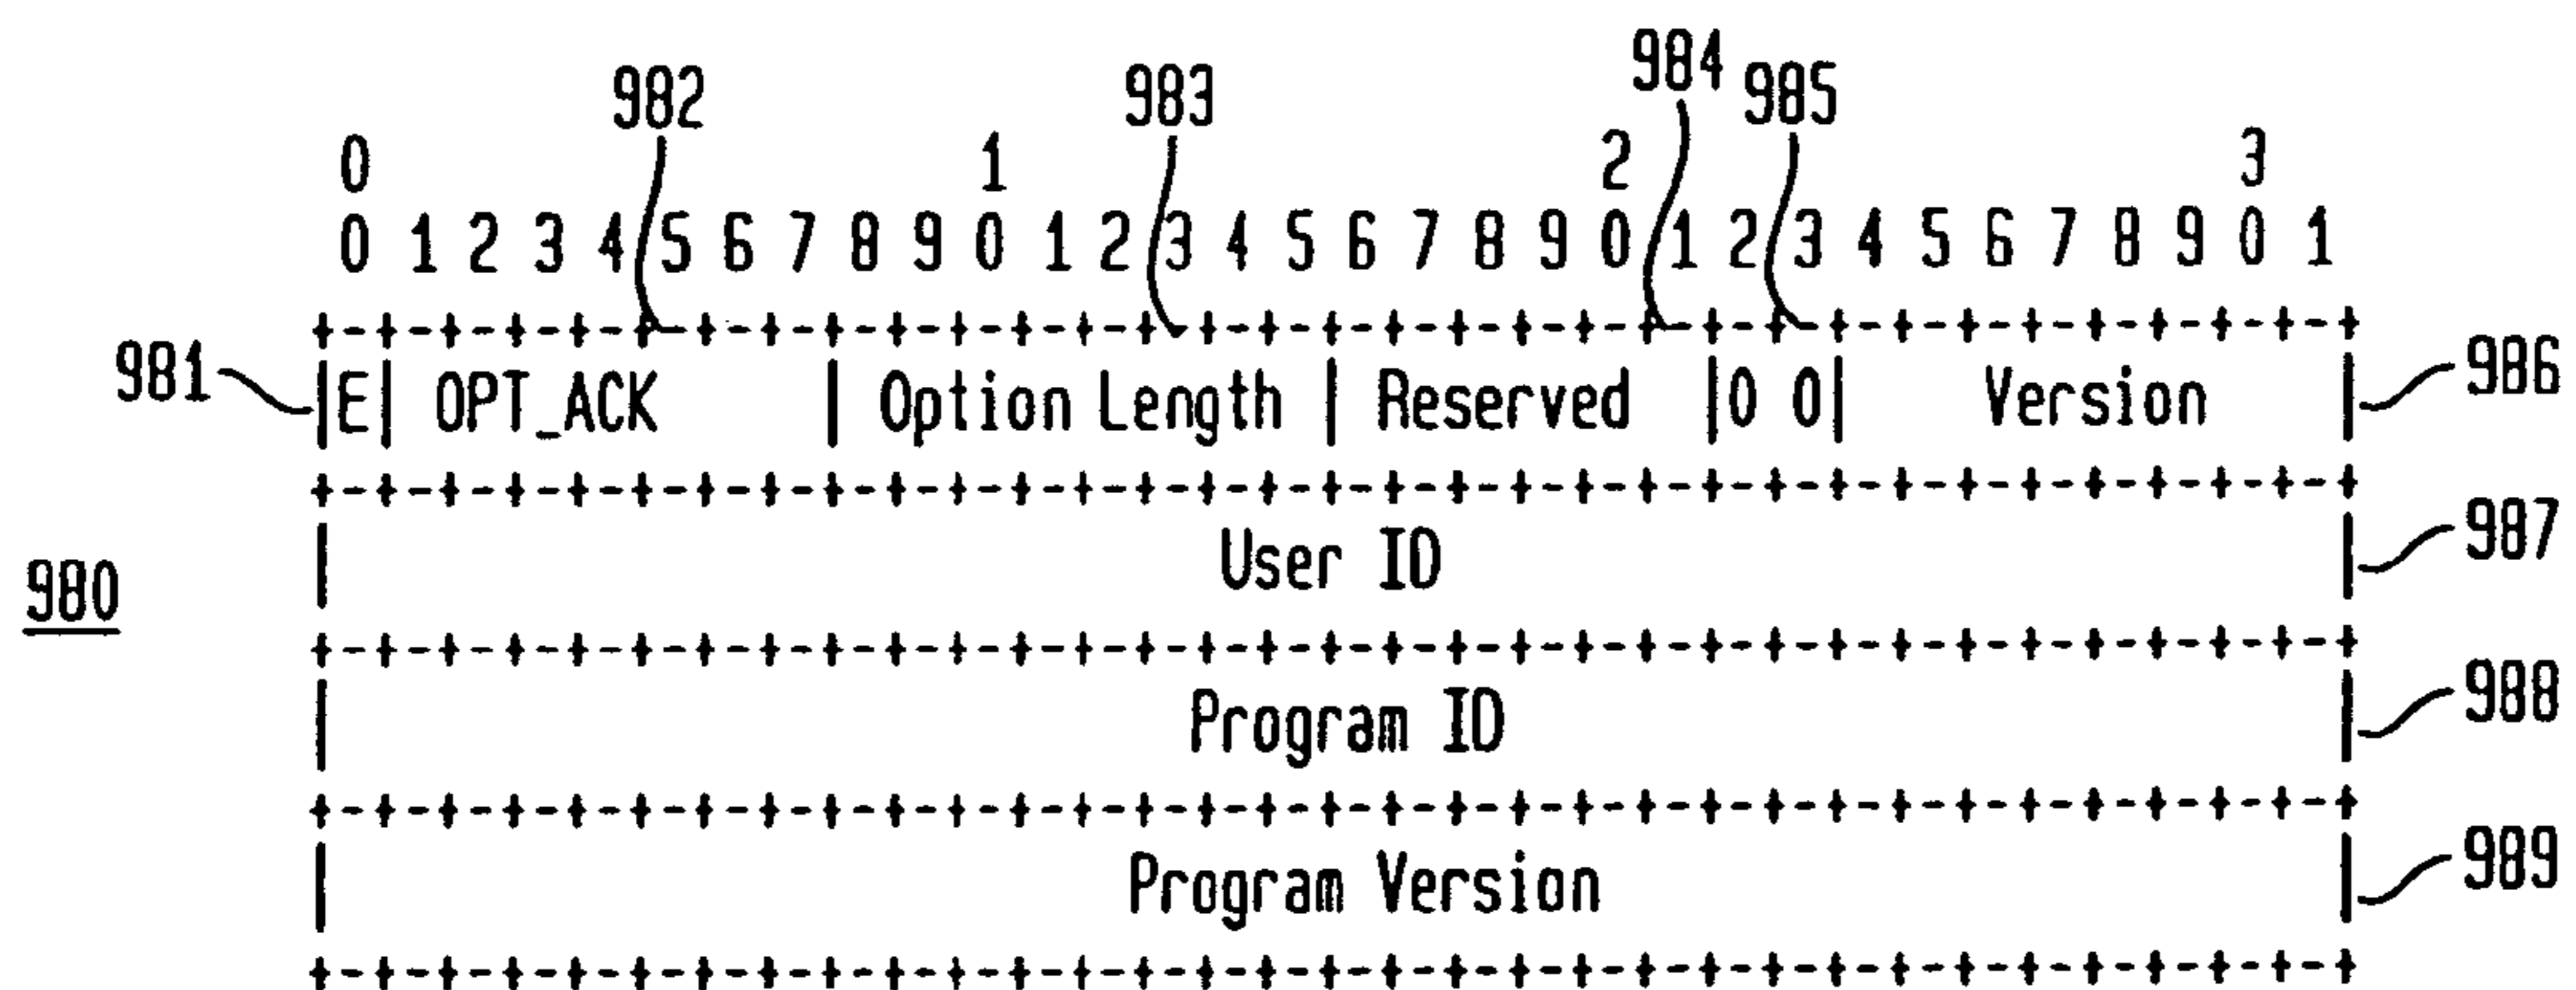 982 983 984 985
0 1 2 3
0 1 2 3 4 5 6 7 8 9 0 1 2 3 4 5 6 7 8 9 0 1 2 3 4 5 6 7 8 9 0 1
+-+-+-+-+-+-+-+-+-+-+-+-+-+-+-+-+-+-+-+-+-+-+-+-+-+-+-+-+-+-+-+-+
981 |E| OPT_ACK | Option Length | Reserved |0 0| Version | 986
+-+-+-+-+-+-+-+-+-+-+-+-+-+-+-+-+-+-+-+-+-+-+-+-+-+-+-+-+-+-+-+-+
| User ID | 987
980
+-+-+-+-+-+-+-+-+-+-+-+-+-+-+-+-+-+-+-+-+-+-+-+-+-+-+-+-+-+-+-+-+
| Program ID | 988
+-+-+-+-+-+-+-+-+-+-+-+-+-+-+-+-+-+-+-+-+-+-+-+-+-+-+-+-+-+-+-+-+
| Program Version | 989
+-+-+-+-+-+-+-+-+-+-+-+-+-+-+-+-+-+-+-+-+-+-+-+-+-+-+-+-+-+-+-+-+